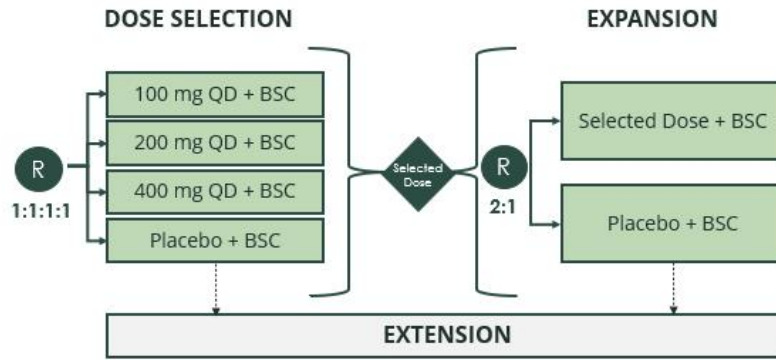 DOSE SELECTION
100 mg QD + BSC
200 mg QD + BSC
400 mg QD + BSC
Placebo + BSC
R
1:1:1:1
Selected
Dose
EXPANSION
R
2:1
Selected Dose + BSC
Placebo + BSC
EXTENSION